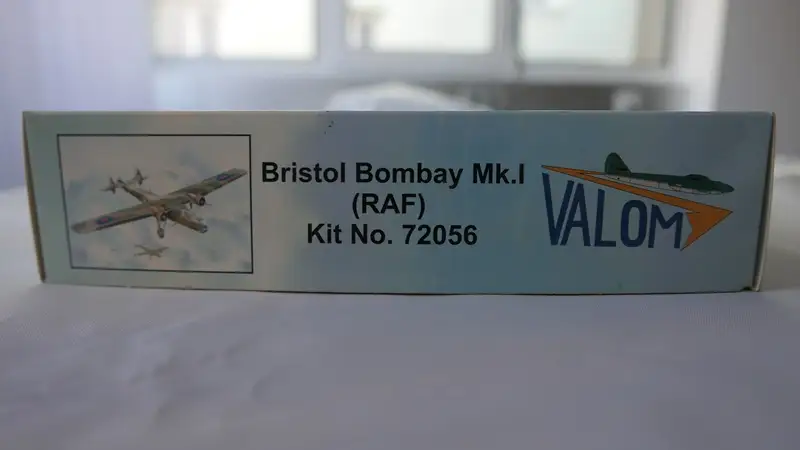 Bristol Bombay Mk.I
(RAF)
Kit No. 72056
VALOM